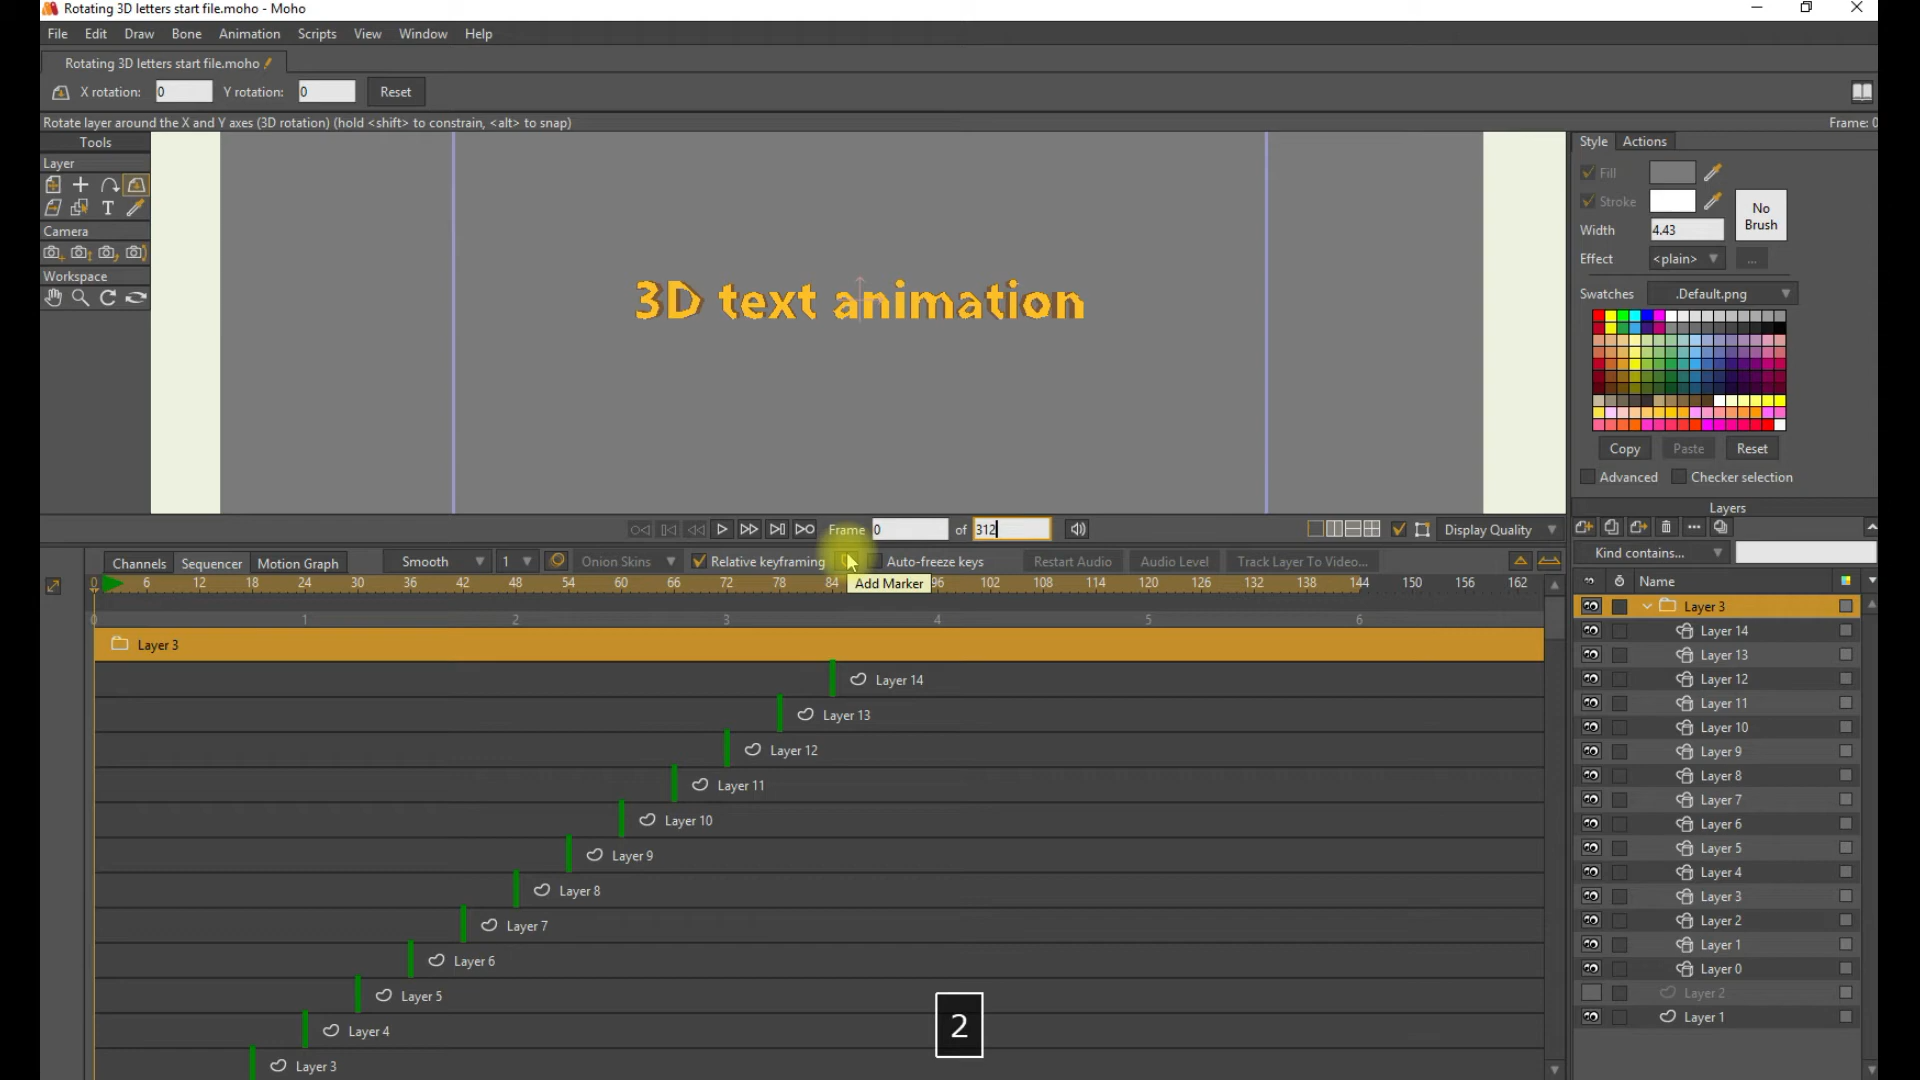 Rotating 3D letters start file.moho - Moho
File Edit Draw Bone Animation Scripts View Window Help
Rotating 3D letters start file.moho
X rotation: 0 Y rotation: 0 Reset
Rotate layer around the X and Y axes (3D rotation) (hold <shift> to constrain, <alt> to snap)
Frame: 0
Tools
Layer
Camera
Workspace
3D text animation
Style Actions
Fill
Stroke
No Brush
Width 4.43
Effect <plain> ...
Swatches .Default.png
Copy Paste Reset
Advanced Checker selection
Frame 0 of 312
Display Quality
Channels Sequencer Motion Graph
Smooth 1 Onion Skins Relative keyframing Auto-freeze keys Restart Audio Audio Level Track Layer To Video...
Add Marker
0 6 12 18 24 30 36 42 48 54 60 66 72 78 84 96 102 108 114 120 126 132 138 144 150 156 162
0 1 2 3 4 5 6
Layer 3
Layer 14
Layer 13
Layer 12
Layer 11
Layer 10
Layer 9
Layer 8
Layer 7
Layer 6
Layer 5
Layer 4
Layer 3
2
Layers
Kind contains...
Name
Layer 3
Layer 14
Layer 13
Layer 12
Layer 11
Layer 10
Layer 9
Layer 8
Layer 7
Layer 6
Layer 5
Layer 4
Layer 3
Layer 2
Layer 1
Layer 0
Layer 2
Layer 1